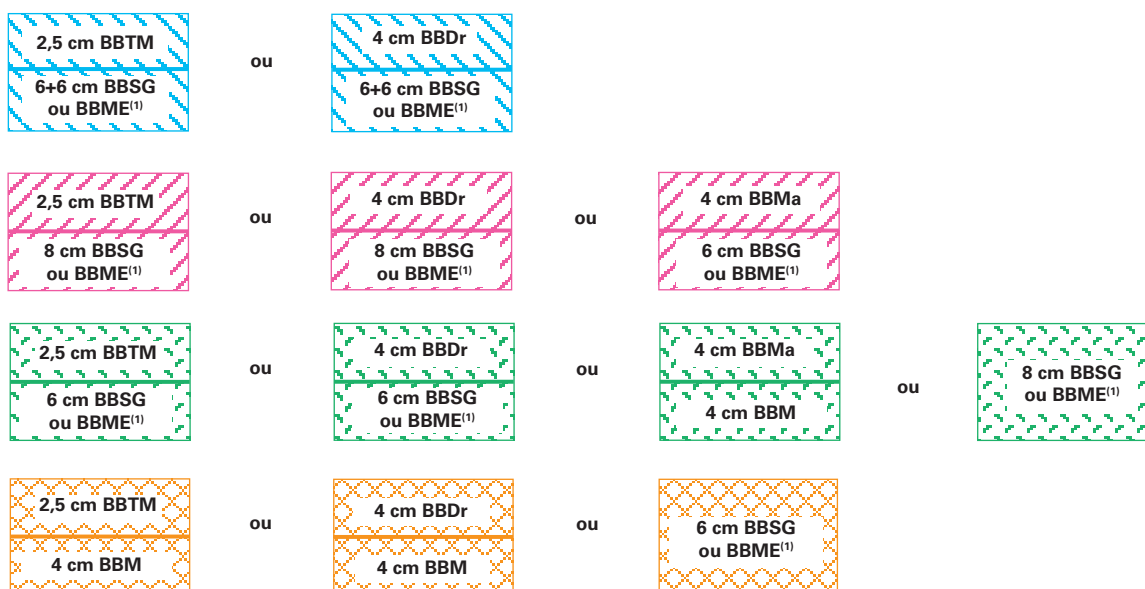 2,5 cm BBTM
6+6 cm BBSG
ou BBME(1)
ou
4 cm BBDr
6+6 cm BBSG
ou BBME(1)
2,5 cm BBTM
8 cm BBSG
ou BBME(1)
ou
4 cm BBDr
8 cm BBSG
ou BBME(1)
ou
4 cm BBMa
6 cm BBSG
ou BBME(1)
2,5 cm BBTM
6 cm BBSG
ou BBME(1)
ou
4 cm BBDr
6 cm BBSG
ou BBME(1)
ou
4 cm BBMa
4 cm BBM
ou
8 cm BBSG
ou BBME(1)
2,5 cm BBTM
4 cm BBM
ou
4 cm BBDr
4 cm BBM
ou
6 cm BBSG
ou BBME(1)